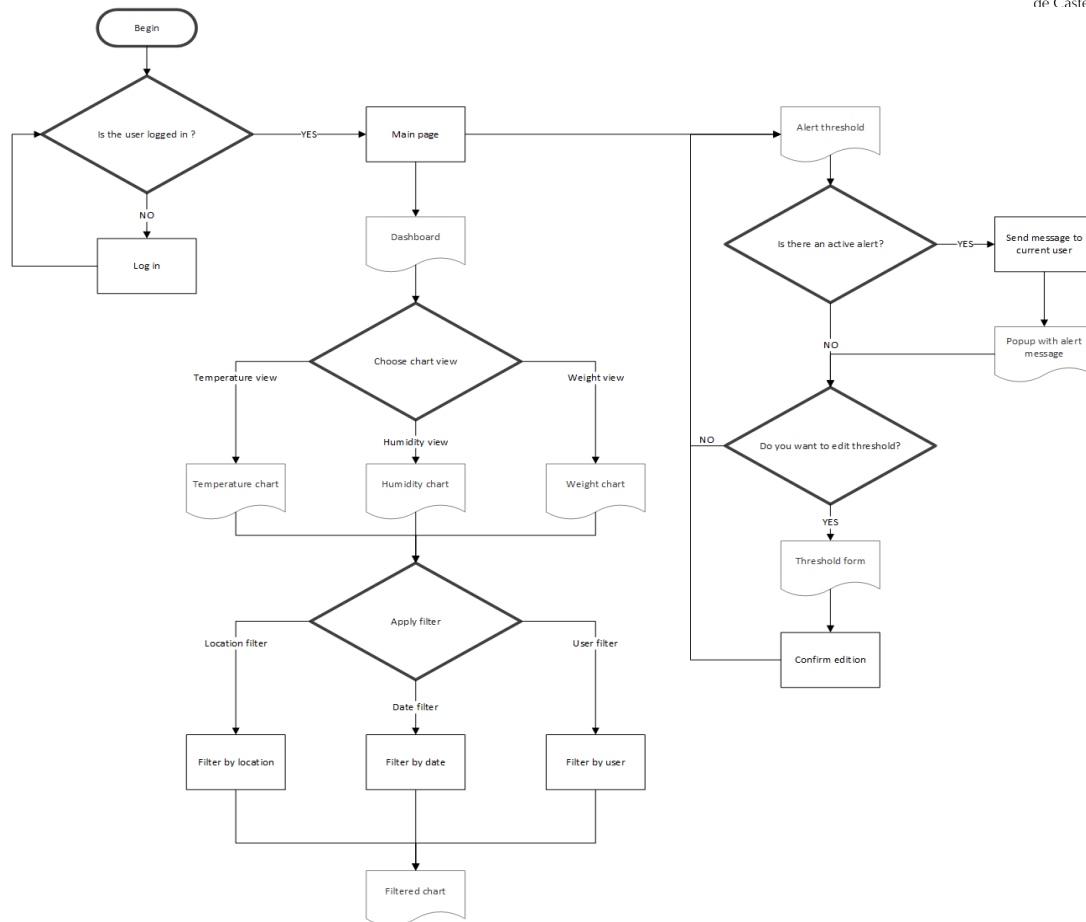 de Caste
Begin
Is the user logged in ?
YES
Main page
Alert threshold
NO
Log in
Dashboard
Is there an active alert?
YES
Send message to
current user
Choose chart view
NO
Popup with alert
message
Temperature view
Weight view
Humidity view
NO
Do you want to edit threshold?
Temperature chart
Humidity chart
Weight chart
YES
Threshold form
Apply filter
Location filter
User filter
Confirm edition
Date filter
Filter by location
Filter by date
Filter by user
Filtered chart